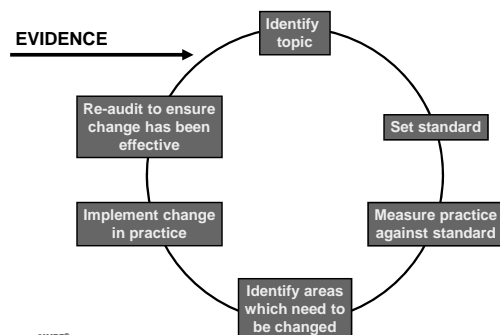 EVIDENCE
Identify
topic
Set standard
Measure practice
against standard
Identify areas
which need to
be changed
Implement change
in practice
Re-audit to ensure
change has been
effective